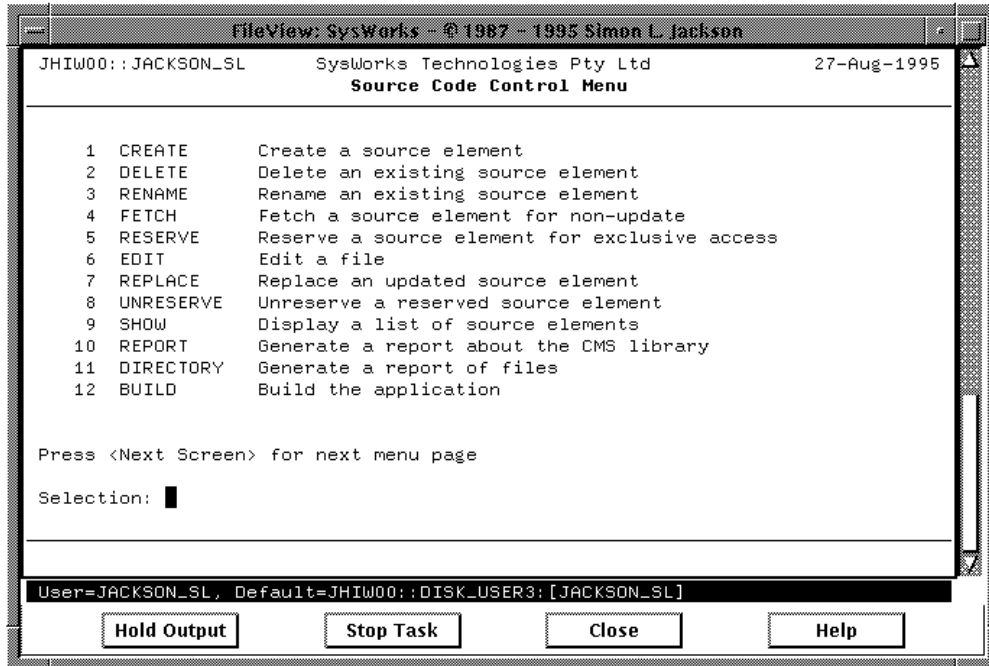 FileView: SysWorks - © 1987 - 1995 Simon L. Jackson
JHIW00::JACKSON_SL SysWorks Technologies Pty Ltd 27-Aug-1995
Source Code Control Menu
1 CREATE Create a source element
2 DELETE Delete an existing source element
3 RENAME Rename an existing source element
4 FETCH Fetch a source element for non-update
5 RESERVE Reserve a source element for exclusive access
6 EDIT Edit a file
7 REPLACE Replace an updated source element
8 UNRESERVE Unreserve a reserved source element
9 SHOW Display a list of source elements
10 REPORT Generate a report about the CMS library
11 DIRECTORY Generate a report of files
12 BUILD Build the application
Press <Next Screen> for next menu page
Selection:
User=JACKSON_SL, Default=JHIW00::DISK_USER3:[JACKSON_SL]
Hold Output Stop Task Close Help